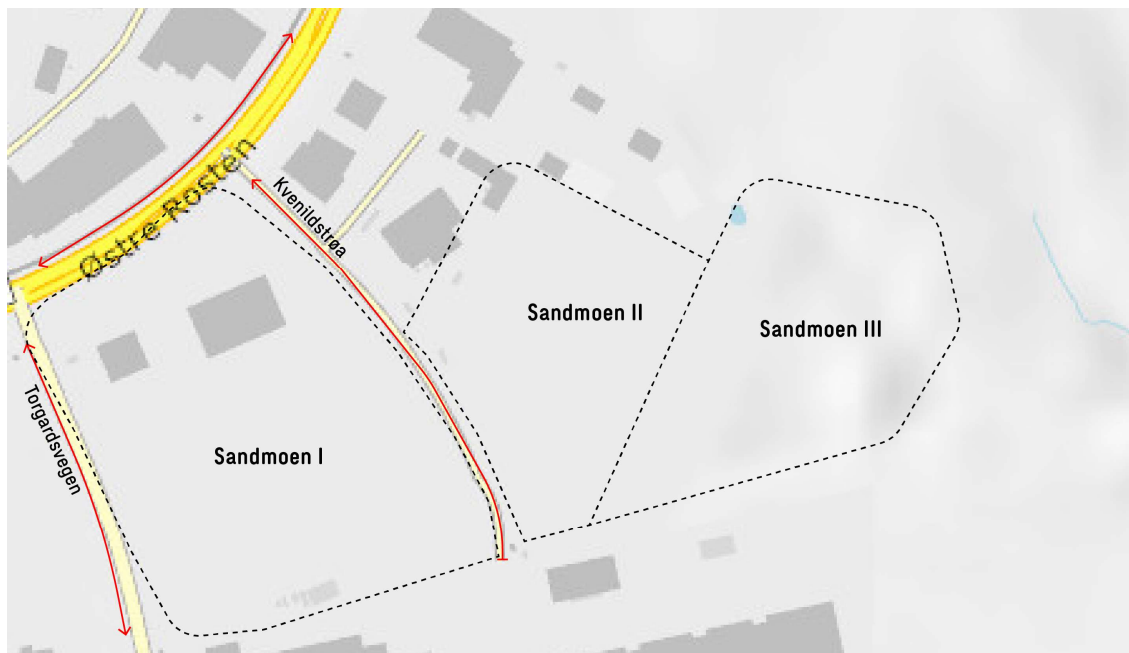 Østre Rosten
Kvenildstrøa
Sandmoen II
Sandmoen III
Torgardsvegen
Sandmoen I